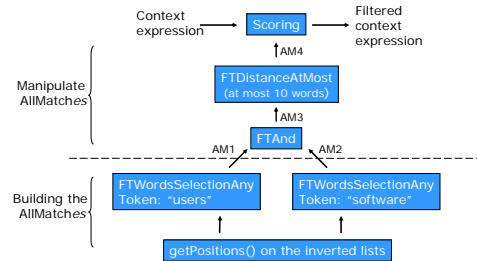 Context
expression
Scoring
Filtered
context
expression
AM4
Manipulate
AllMatches
FTDistanceAtMost
(at most 10 words)
AM3
FTAnd
AM1
AM2
Building the
AllMatches
FTWordsSelectionAny
Token: "users"
FTWordsSelectionAny
Token: "software"
getPositions() on the inverted lists